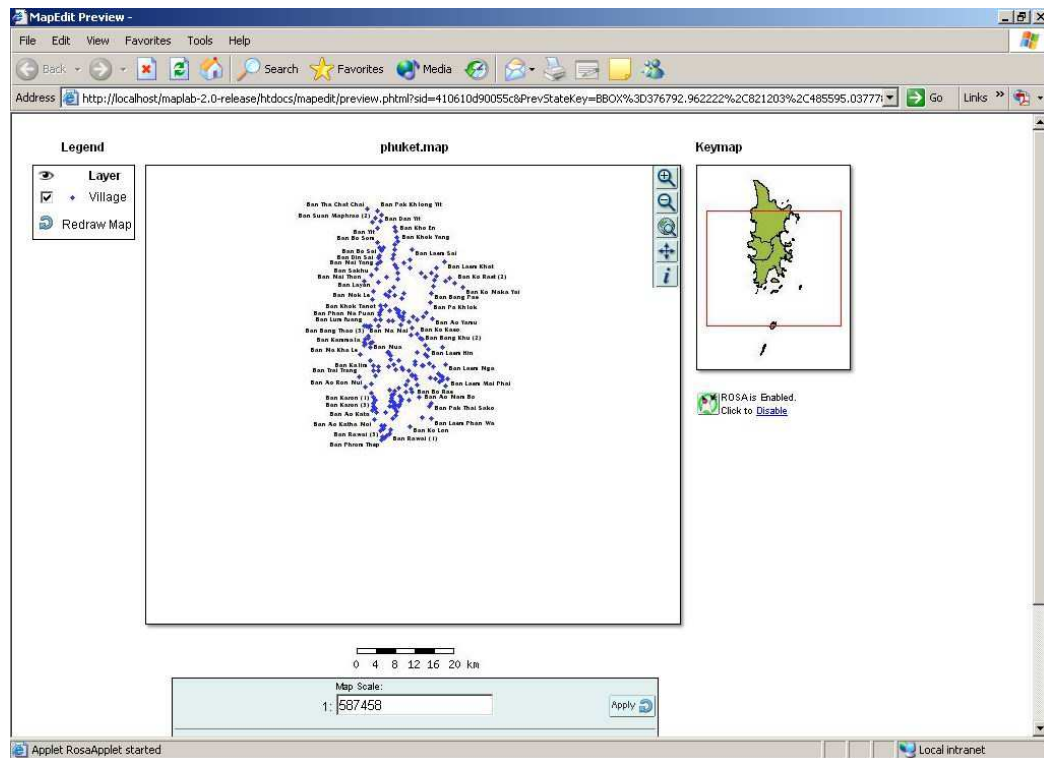 MapEdit Preview -
File Edit View Favorites Tools Help
Back Search Favorites Media
Address http://localhost/maplab-2.0-release/htdocs/mapedit/preview.phtml?sid=410610d90055c8&PrevStateKey=BBOX%3D376792.962222%2C821203%2C485595.03777 Go Links »
Legend
Layer
Village
Redraw Map
phuket.map
Ban Tha Chat Chai Ban Pak Khlong Yit
Ban Suan Maphrao (2) Ban Dan Yit
Ban Yit Ban Kho En
Ban Bo Son Ban Khok Yang
Ban Bo Sai Ban Laem Sai
Ban Din Sai
Ban Nai Yang Ban Laem Khat
Ban Sakhu
Ban Nai Thon Ban Ko Raet (2)
Ban Layan Ban Ko Naka Yai
Ban Nok Le Ban Bang Pae
Ban Khok Tanot Ban Pa Khlok
Ban Phan Na Puan
Ban Ao Yamu
Ban Bang Thao (3) Ban Na Nai Ban Ko Kaeo
Ban Kammala Ban Bang Khu (2)
Ban Na Kha Le Ban Nua Ban Laem Hin
Ban Kalim Ban Laem Nga
Ban Trai Trang
Ban Ao Kon Nui Ban Laem Mai Phai
Ban Bo Rae
Ban Karon (1) Ban Ao Nam Bo
Ban Karon (3) Ban Pak Thai Sako
Ban Ao Kata
Ban Ao Katha Noi Ban Laem Phan Wa
Ban Rawai (3) Ban Ko Lon
Ban Phrom Thep Ban Rawai (1)
Keymap
ROSA is Enabled.
Click to Disable
0 4 8 12 16 20 km
Map Scale:
1: 587458 Apply
Applet RosaApplet started Local intranet